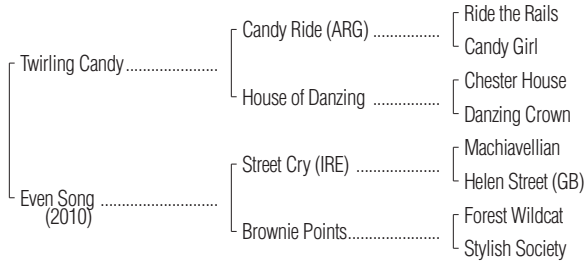 Ride the Rails
Candy Ride (ARG) ................
Candy Girl
Twirling Candy ......................
Chester House
House of Danzing ................
Danzing Crown
Machiavellian
Street Cry (IRE) ....................
Helen Street (GB)
Even Song ............................
(2010)
Forest Wildcat
Brownie Points......................
Stylish Society